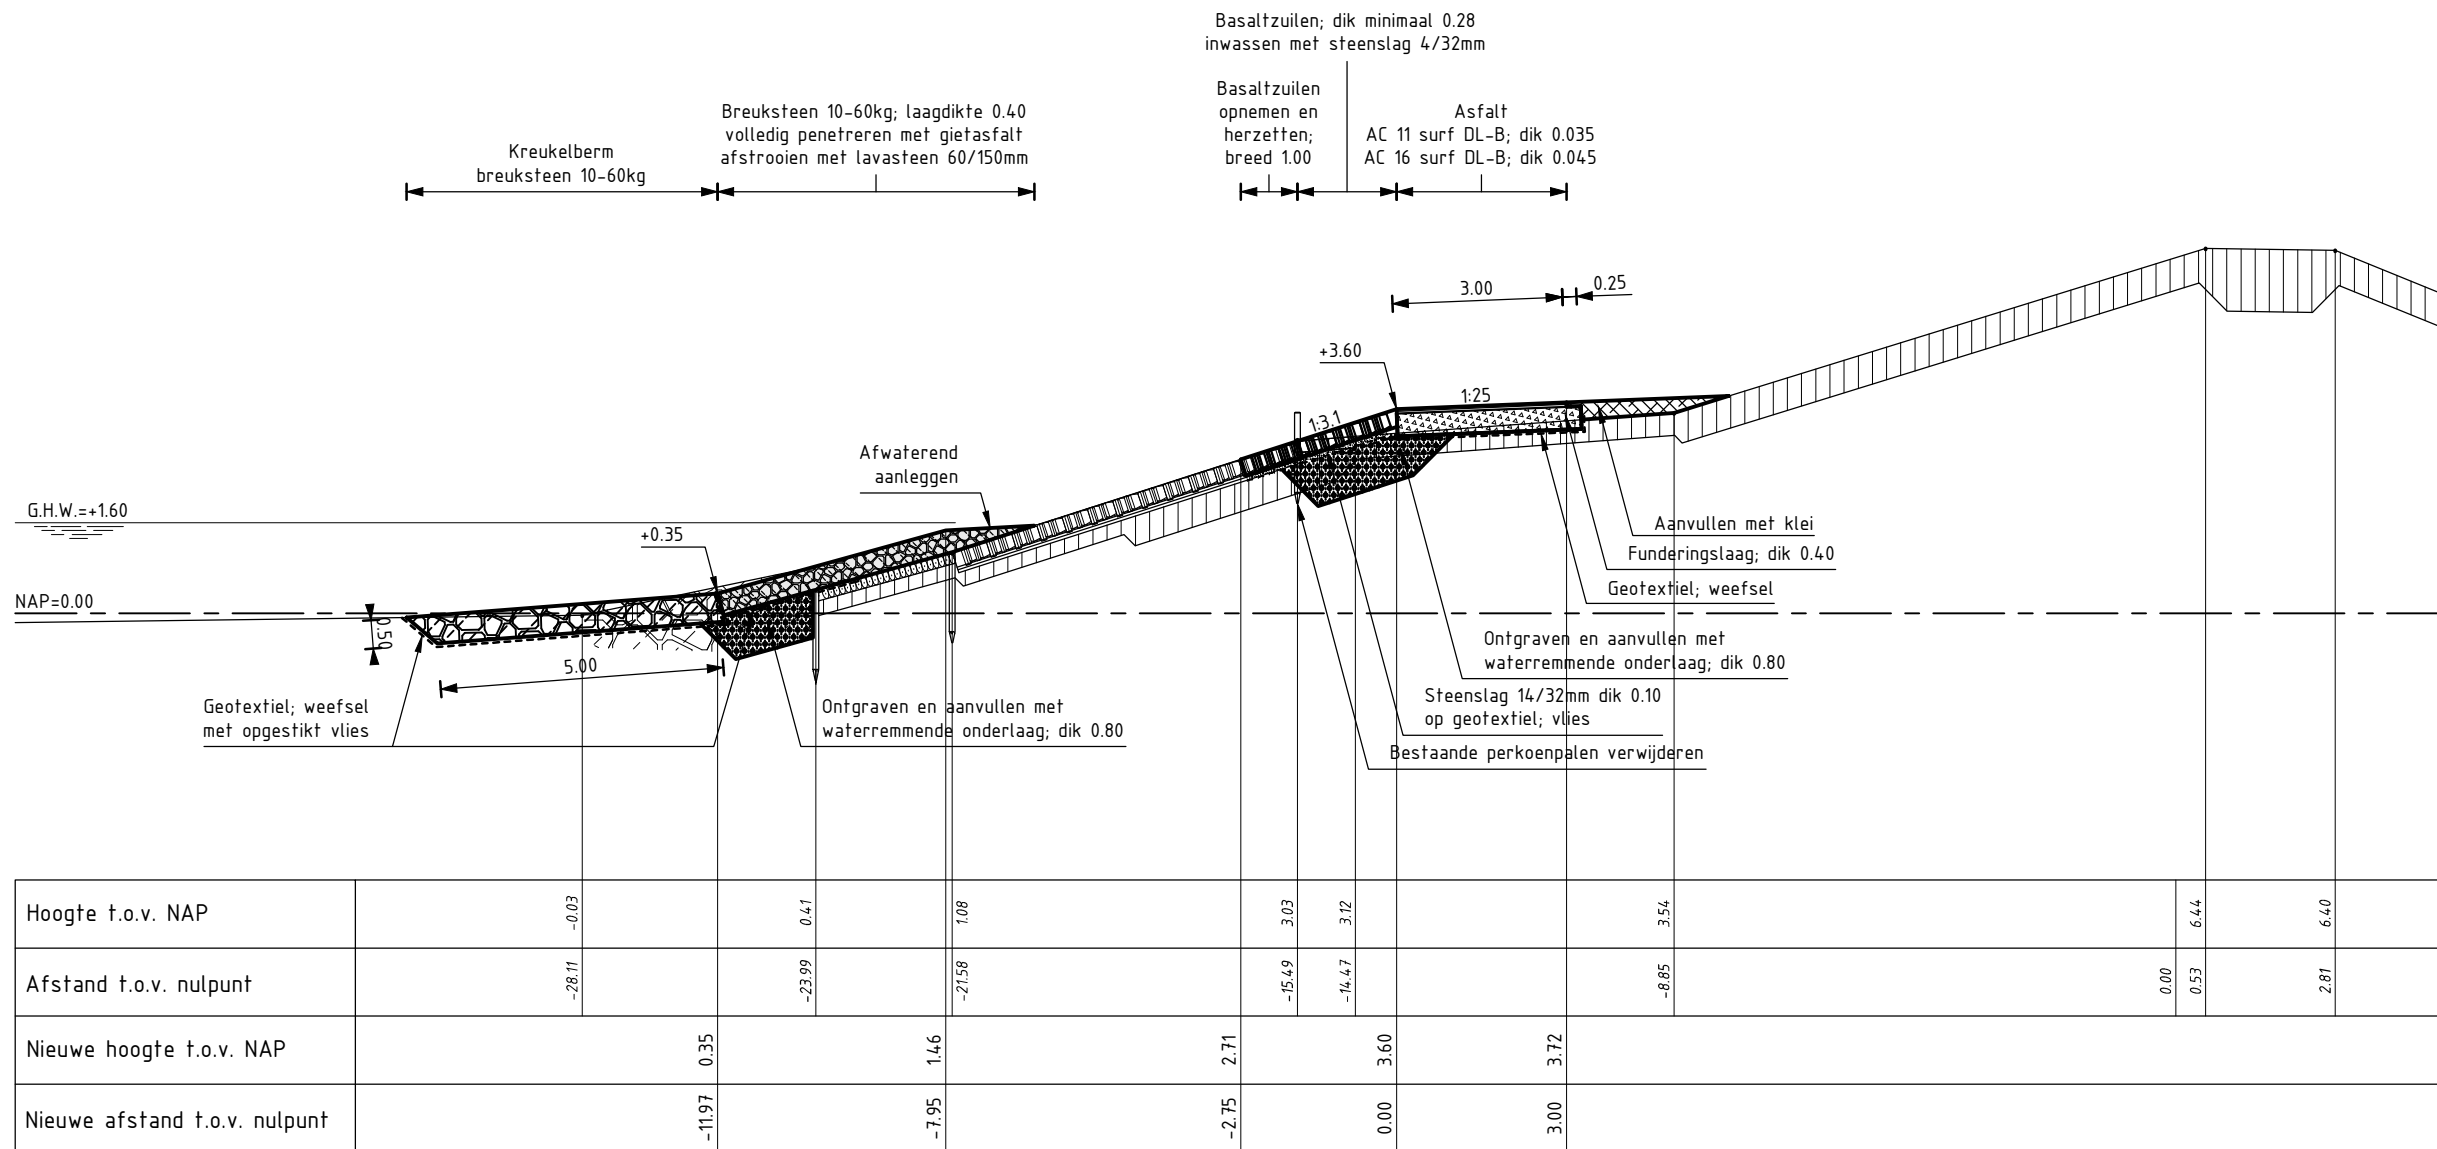 Basaltzuilen; dik minimaal 0.28
inwassen met steenslag 4/32mm
Kreukelberm
breuksteen 10-60kg
Breuksteen 10-60kg; laagdikte 0.40
volledig penetreren met gietasfalt
afstrooien met lavasteen 60/150mm
Basaltzuilen
opnemen en
herzetten;
breed 1.00
Asfalt
AC 11 surf DL-B; dik 0.035
AC 16 surf DL-B; dik 0.045
3.00
0.25
+3.60
1:25
1:3.1
Afwaterend
aanleggen
G.H.W.=+1.60
+0.35
NAP=0.00
0.50
5.00
Geotextiel; weefsel
met opgestikt vlies
Ontgraven en aanvullen met
waterremmende onderlaag; dik 0.80
Aanvullen met klei
Funderingslaag; dik 0.40
Geotextiel; weefsel
Ontgraven en aanvullen met
waterremmende onderlaag; dik 0.80
Steenslag 14/32mm dik 0.10
op geotextiel; vlies
Bestaande perkoenpalen verwijderen
Hoogte t.o.v. NAP -0.03 0.41 1.08 3.03 3.12 3.54 6.44 6.40
Afstand t.o.v. nulpunt -28.11 -23.99 -21.58 -15.49 -14.47 -8.85 0.00 0.53 2.81
Nieuwe hoogte t.o.v. NAP 0.35 1.46 2.71 3.60 3.72
Nieuwe afstand t.o.v. nulpunt -11.97 -7.95 -2.75 0.00 3.00